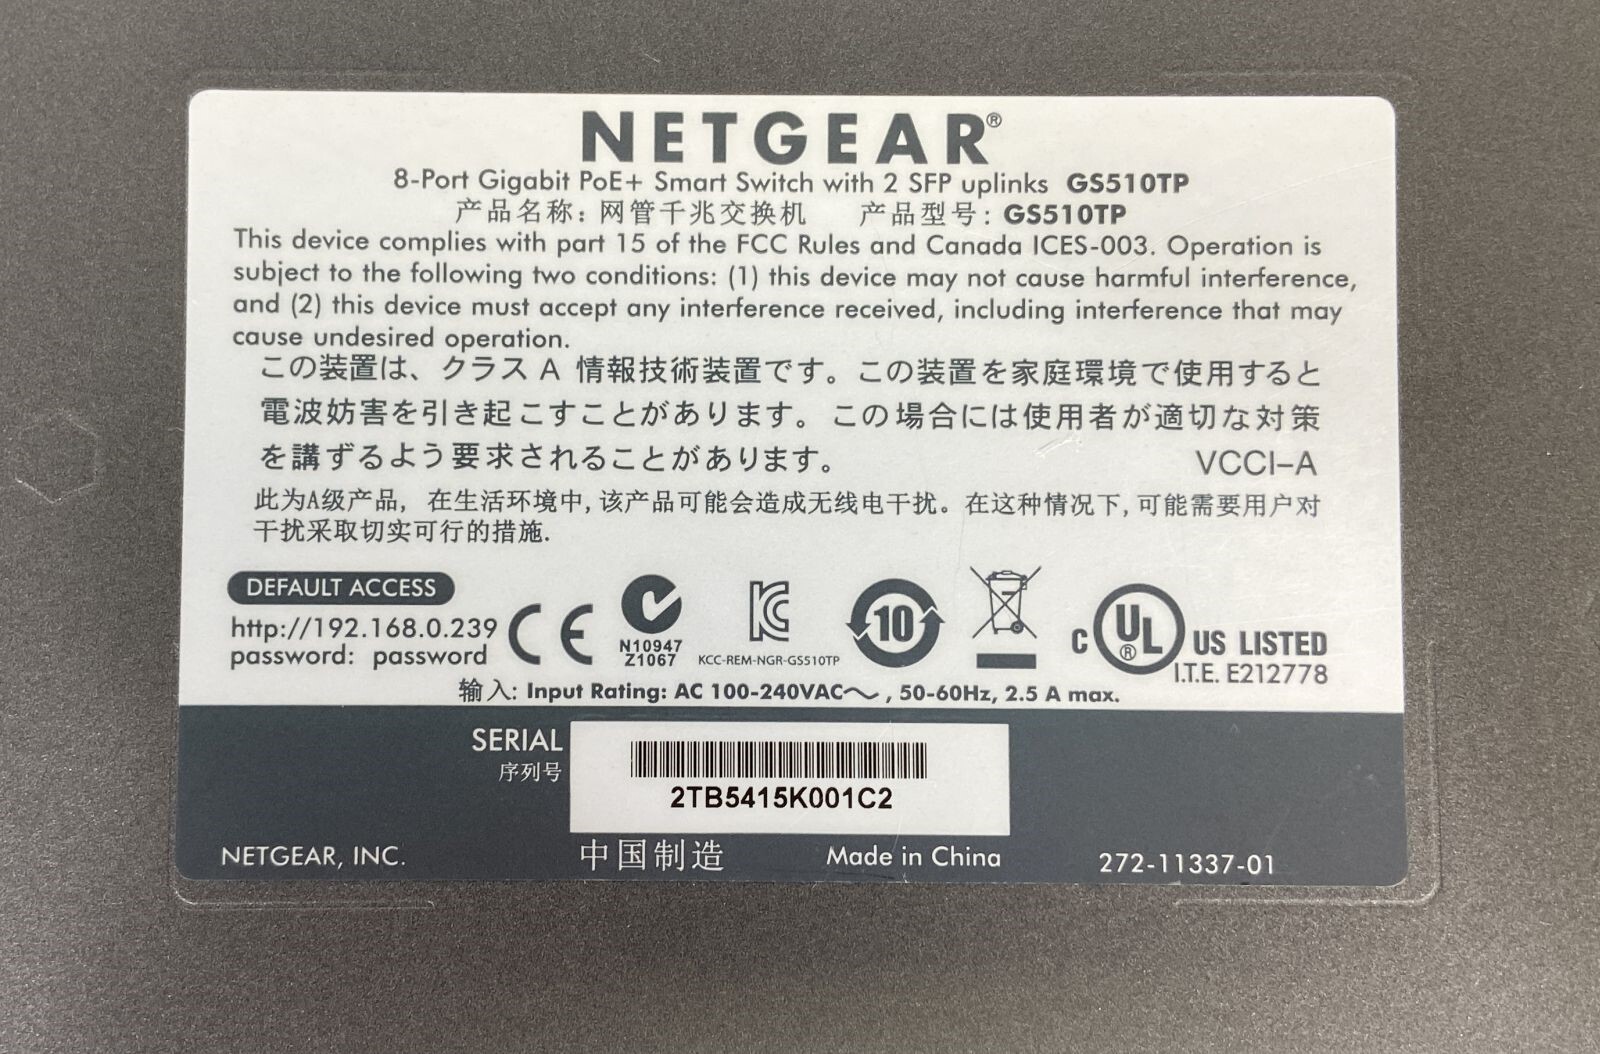 NETGEAR®
8-Port Gigabit PoE+ Smart Switch with 2 SFP uplinks GS510TP
产品名称: 网管千兆交换机 产品型号: GS510TP
This device complies with part 15 of the FCC Rules and Canada ICES-003. Operation is
subject to the following two conditions: (1) this device may not cause harmful interference,
and (2) this device must accept any interference received, including interference that may
cause undesired operation.
この装置は、クラス A 情報技術装置です。この装置を家庭環境で使用すると
電波妨害を引き起こすことがあります。この場合には使用者が適切な対策
を講ずるよう要求されることがあります。 VCCI-A
此为A级产品, 在生活环境中, 该产品可能会造成无线电干扰。在这种情况下, 可能需要用户对
干扰采取切实可行的措施.
DEFAULT ACCESS
http://192.168.0.239
password: password
CE
N10947
Z1067
KC
KCC-REM-NGR-GS510TP
10
C UL® US LISTED
I.T.E. E212778
输入: Input Rating: AC 100-240VAC～, 50-60Hz, 2.5 A max.
SERIAL
序列号
2TB5415K001C2
NETGEAR, INC. 中国制造 Made in China 272-11337-01